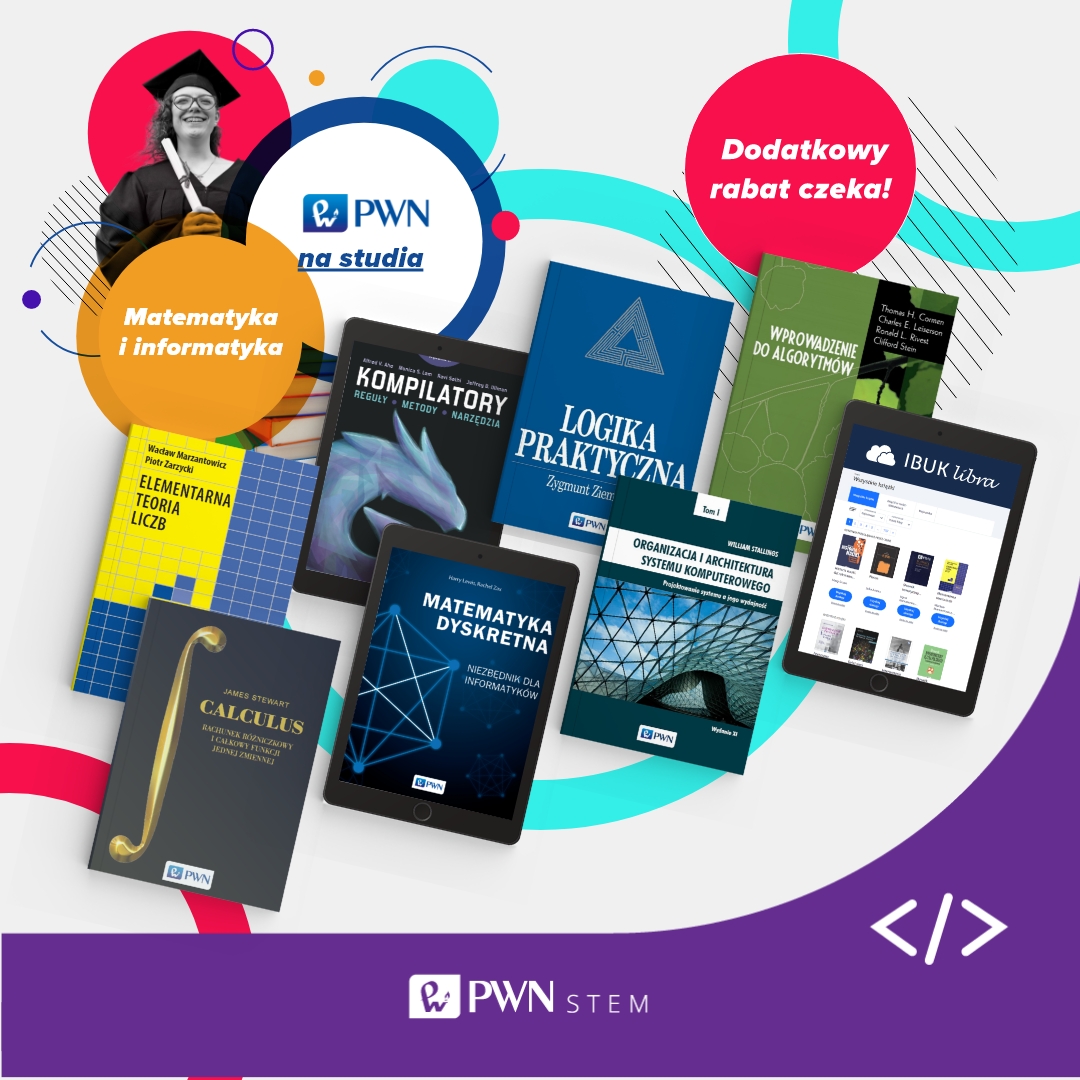 PWN
na studia
Matematyka
i informatyka
Dodatkowy
rabat czeka!
Alfred V. Aho Monica S. Lam Ravi Sethi Jeffrey D. Ullman
KOMPILATORY
REGUŁY • METODY • NARZĘDZIA
LOGIKA
PRAKTYCZNA
Zygmunt
PWN
Thomas H. Cormen
Charles E. Leiserson
Ronald L. Rivest
Clifford Stein
WPROWADZENIE
DO ALGORYTMÓW
Wacław Marzantowicz
Piotr Zarzycki
ELEMENTARNA
TEORIA
LICZB
IBUK libra
Tom I
WILLIAM STALLINGS
ORGANIZACJA I ARCHITEKTURA
SYSTEMU KOMPUTEROWEGO
Projektowanie systemu a jego wydajność
Wydanie XI
PWN
Harry Lewis, Rachel Zax
MATEMATYKA
DYSKRETNA
NIEZBĘDNIK DLA
INFORMATYKÓW
PWN
JAMES STEWART
CALCULUS
RACHUNEK RÓŻNICZKOWY
I CAŁKOWY FUNKCJI
JEDNEJ ZMIENNEJ
PWN
</>
PWN STEM